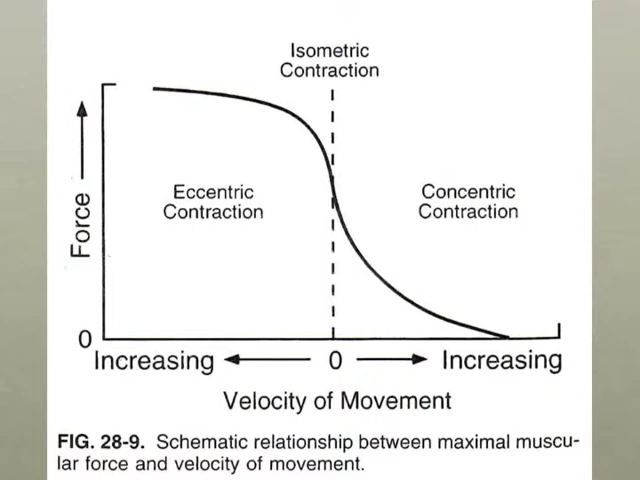 Isometric
Contraction
Eccentric
Contraction
Concentric
Contraction
Force
0
Increasing
0
Increasing
Velocity of Movement
FIG. 28-9. Schematic relationship between maximal muscu-
lar force and velocity of movement.